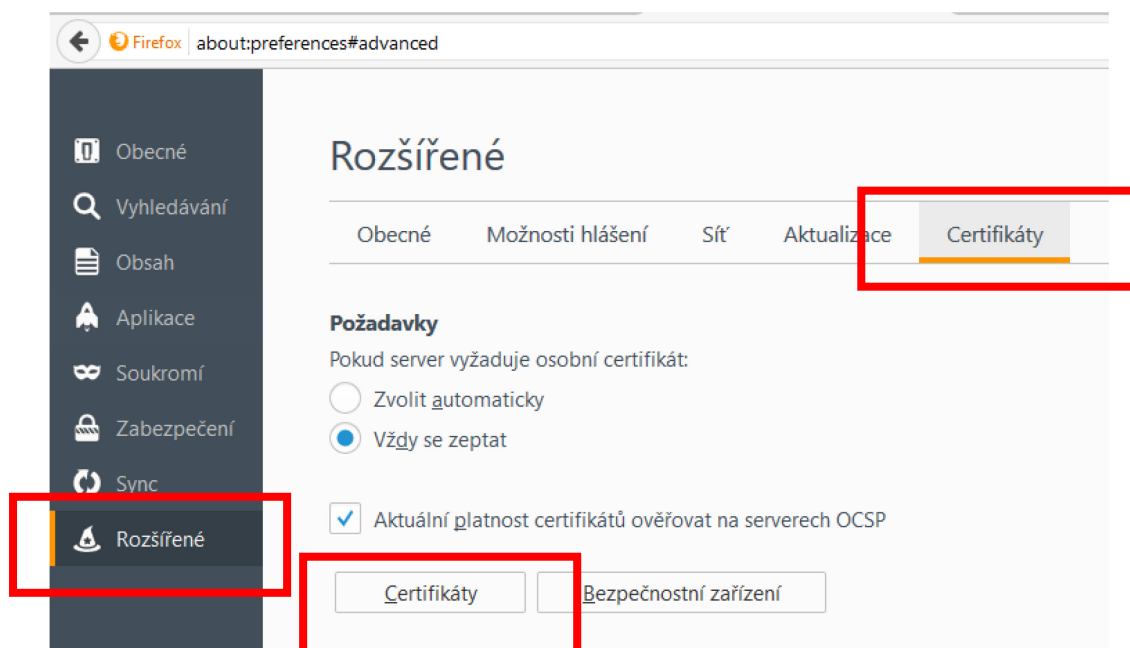 Firefox about:preferences#advanced
Obecné
Vyhledávání
Obsah
Aplikace
Soukromí
Zabezpečení
Sync
Rozšířené
Rozšířené
Obecné Možnosti hlášení Síť Aktualizace Certifikáty
Požadavky
Pokud server vyžaduje osobní certifikát:
Zvolit automaticky
Vždy se zeptat
Aktuální platnost certifikátů ověřovat na serverech OCSP
Certifikáty Bezpečnostní zařízení